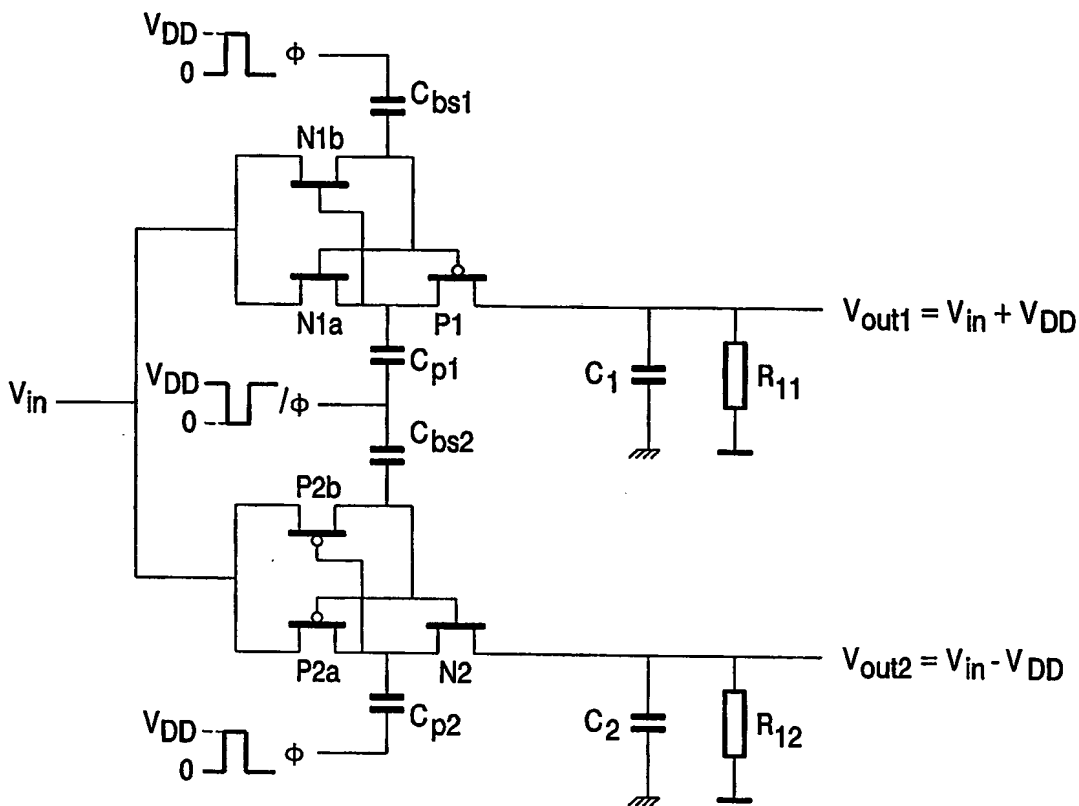 VDD
0
ϕ
Cbs1
N1b
N1a
P1
Vout1 = Vin + VDD
Cp1
C1
R11
Vin
VDD
0
/ϕ
Cbs2
P2b
P2a
N2
Vout2 = Vin - VDD
Cp2
C2
R12
VDD
0
ϕ